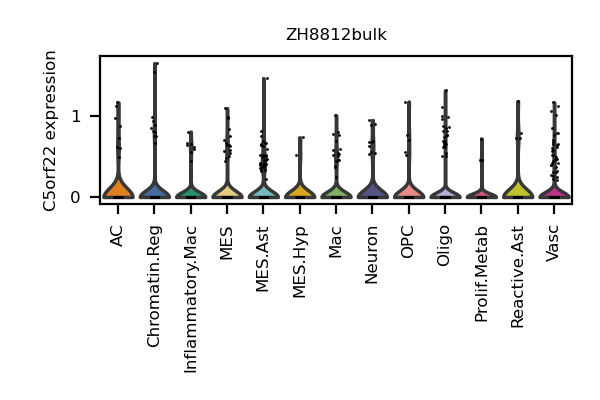 ZH8812bulk
C5orf22 expression
1
0
AC
Chromatin.Reg
Inflammatory.Mac
MES
MES.Ast
MES.Hyp
Mac
Neuron
OPC
Oligo
Prolif.Metab
Reactive.Ast
Vasc